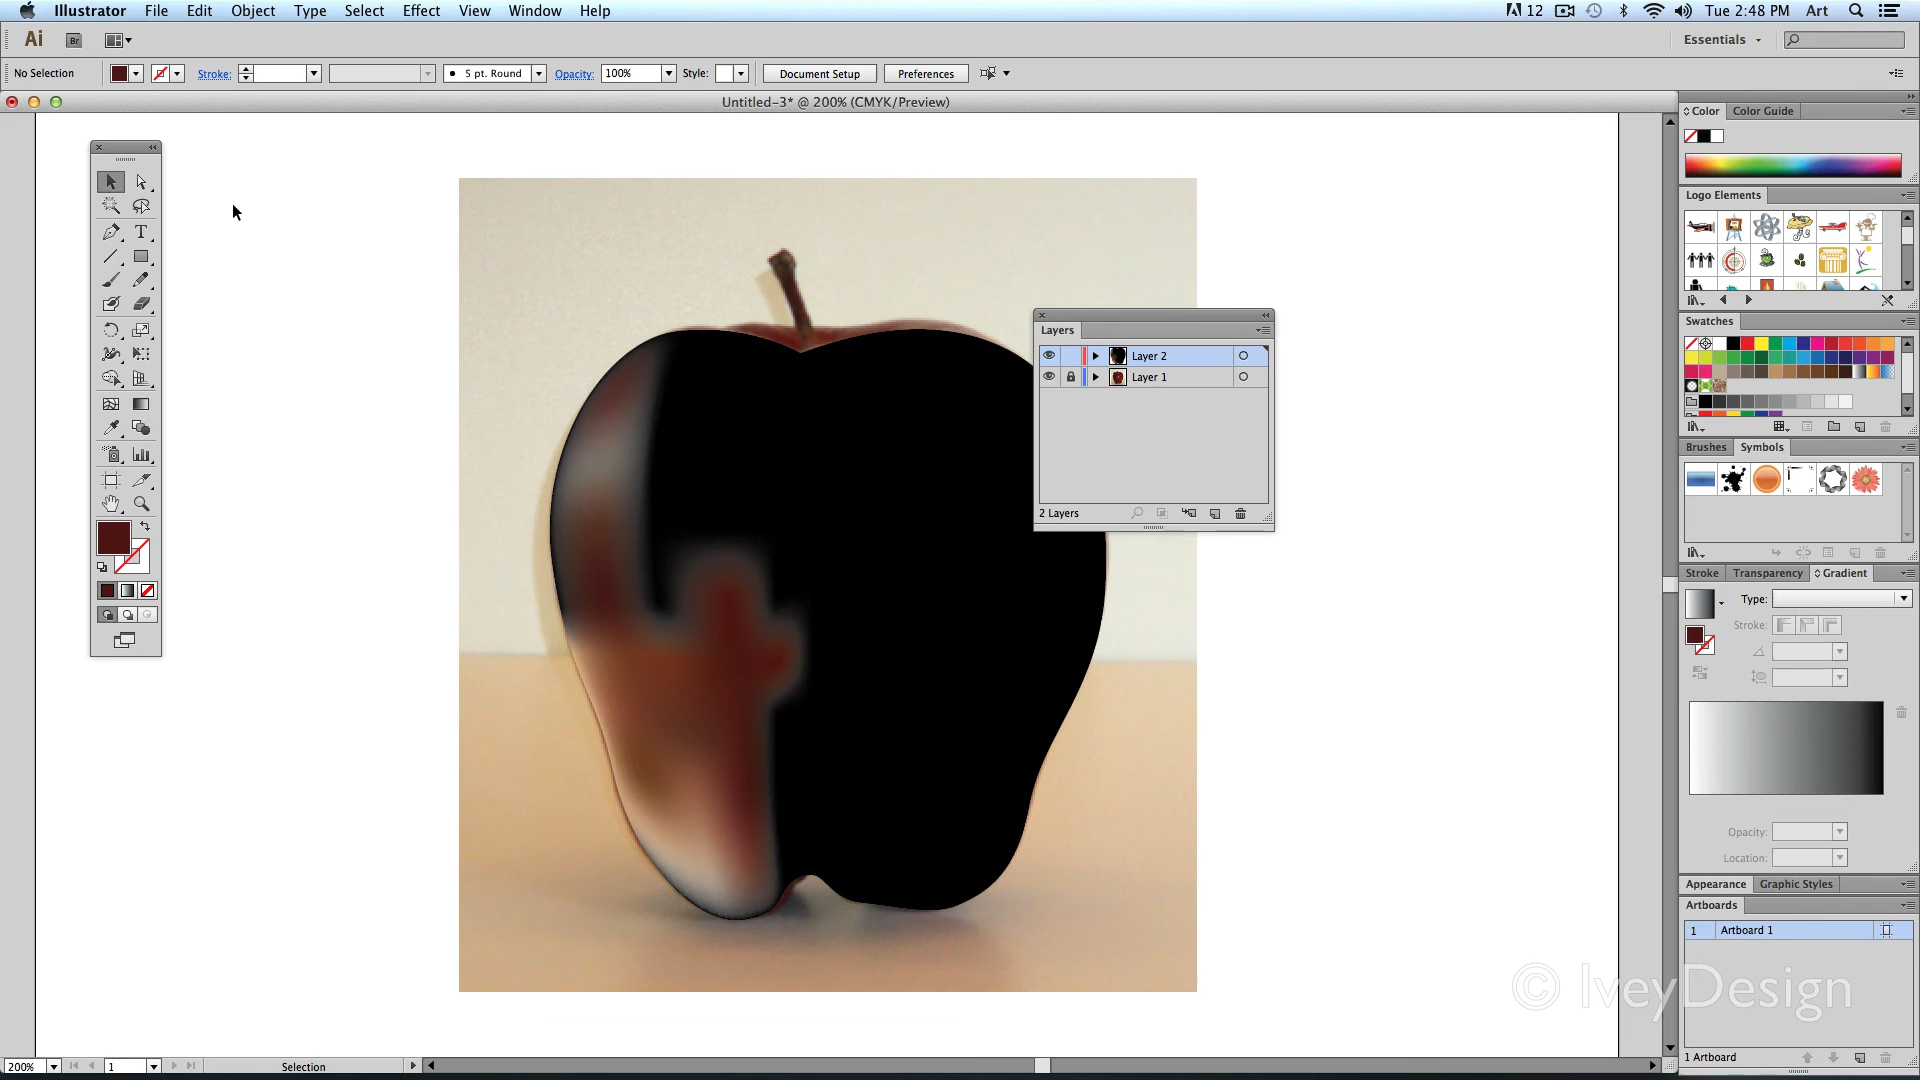 Illustrator File Edit Object Type Select Effect View Window Help
12 Tue 2:48 PM Art
Ai Br Essentials
No Selection Stroke: 5 pt. Round Opacity: 100% Style: Document Setup Preferences
Untitled-3* @ 200% (CMYK/Preview)
Color Color Guide
Logo Elements
Swatches
Layers
Layer 2
Layer 1
2 Layers
Brushes Symbols
Stroke Transparency Gradient
Type:
Stroke:
Opacity:
Location:
Appearance Graphic Styles
Artboards
1 Artboard 1
© IveyDesign
1 Artboard
200% 1 Selection